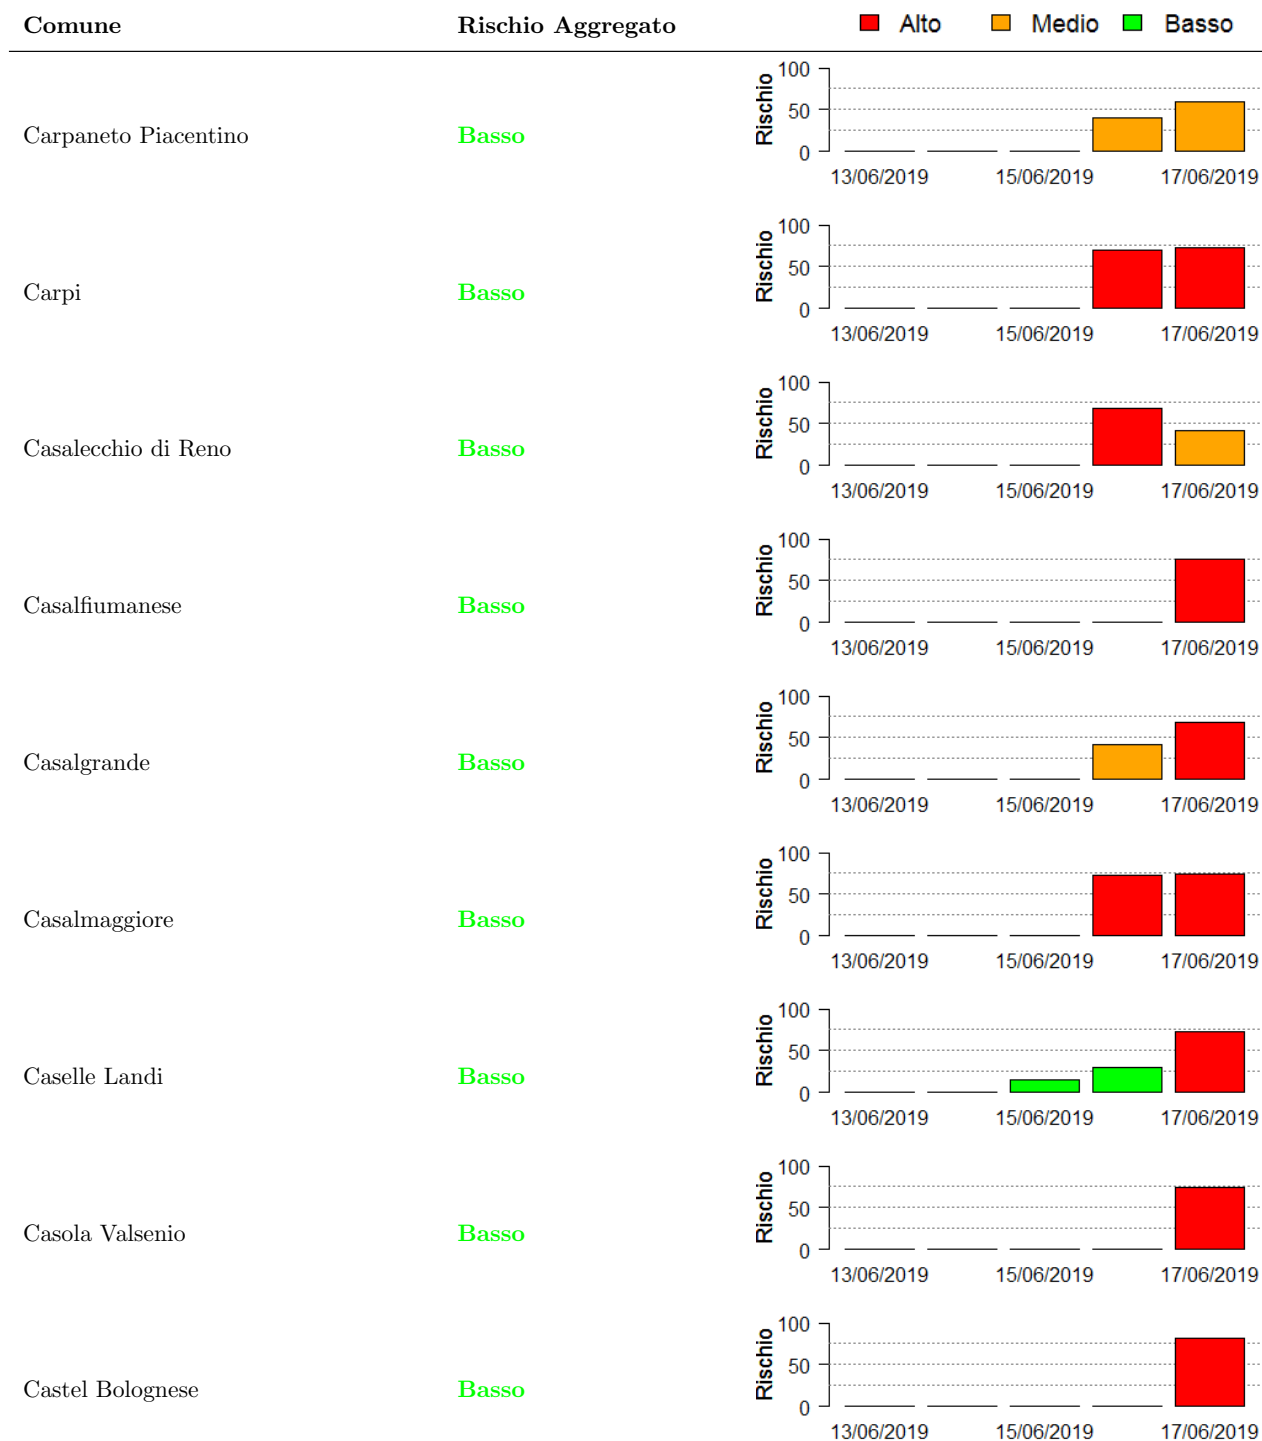 Comune Rischio Aggregato Alto Medio Basso
100
50
0
Rischio
Carpaneto Piacentino Basso
13/06/2019 15/06/2019 17/06/2019
100
50
0
Rischio
Carpi Basso
13/06/2019 15/06/2019 17/06/2019
100
50
0
Rischio
Casalecchio di Reno Basso
13/06/2019 15/06/2019 17/06/2019
100
50
0
Rischio
Casalfiumanese Basso
13/06/2019 15/06/2019 17/06/2019
100
50
0
Rischio
Casalgrande Basso
13/06/2019 15/06/2019 17/06/2019
100
50
0
Rischio
Casalmaggiore Basso
13/06/2019 15/06/2019 17/06/2019
100
50
0
Rischio
Caselle Landi Basso
13/06/2019 15/06/2019 17/06/2019
100
50
0
Rischio
Casola Valsenio Basso
13/06/2019 15/06/2019 17/06/2019
100
50
0
Rischio
Castel Bolognese Basso
13/06/2019 15/06/2019 17/06/2019